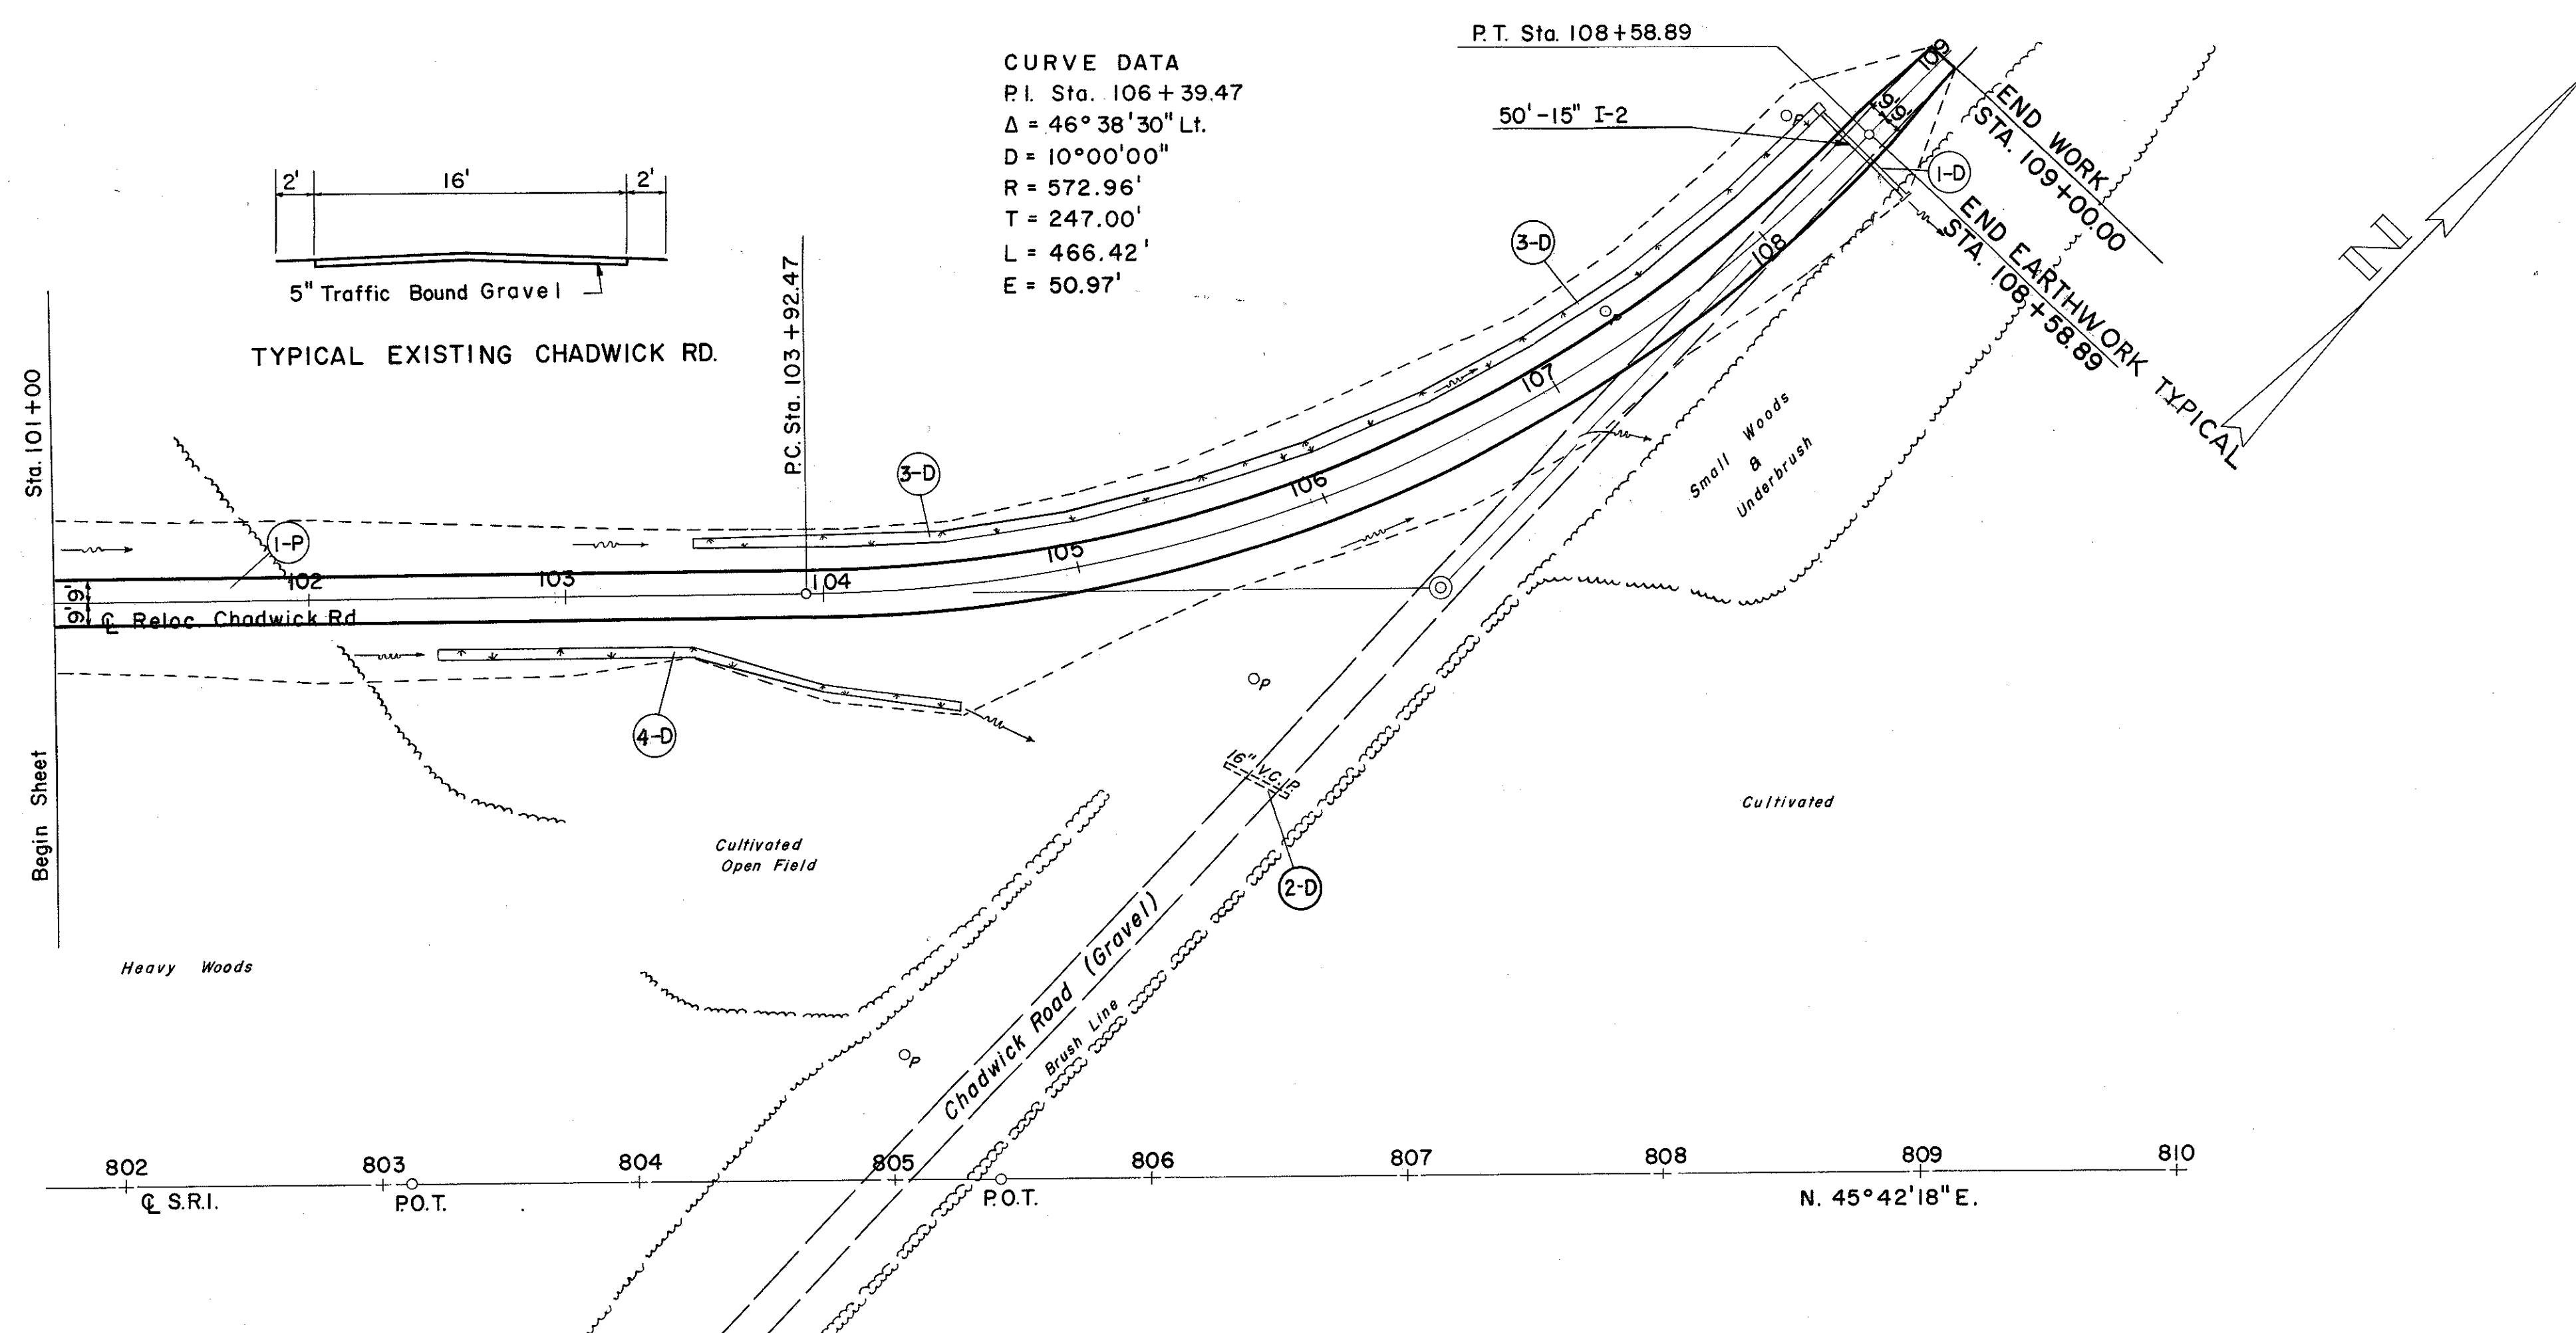 P.T. Sta. 108+58.89
50'-15" I-2
CURVE DATA
P.I. Sta. 106+39.47
Δ = 46°38'30" Lt.
D = 10°00'00"
R = 572.96'
T = 247.00'
L = 466.42'
E = 50.97'
2' 16' 2'
5" Traffic Bound Gravel
TYPICAL EXISTING CHADWICK RD.
P.C. Sta. 103+92.47
Sta. 101+00
Begin Sheet
109
9' 9'
END WORK
STA. 109+00.00
END EARTHWORK TYPICAL
STA. 108+58.89
N
P
1-D
3-D
108
P
107
Small Woods
&
Underbrush
3-D
106
1-P
105
102 103 104
9' 9'
℄ Reloc Chadwick Rd
4-D
P
16" V.C.I.P.
2-D
Cultivated
Cultivated
Open Field
Heavy Woods
Chadwick Road (Gravel)
Brush Line
P
802 803 804 805 806 807 808 809 810
℄ S.R.I. P.O.T. P.O.T. N. 45°42'18" E.